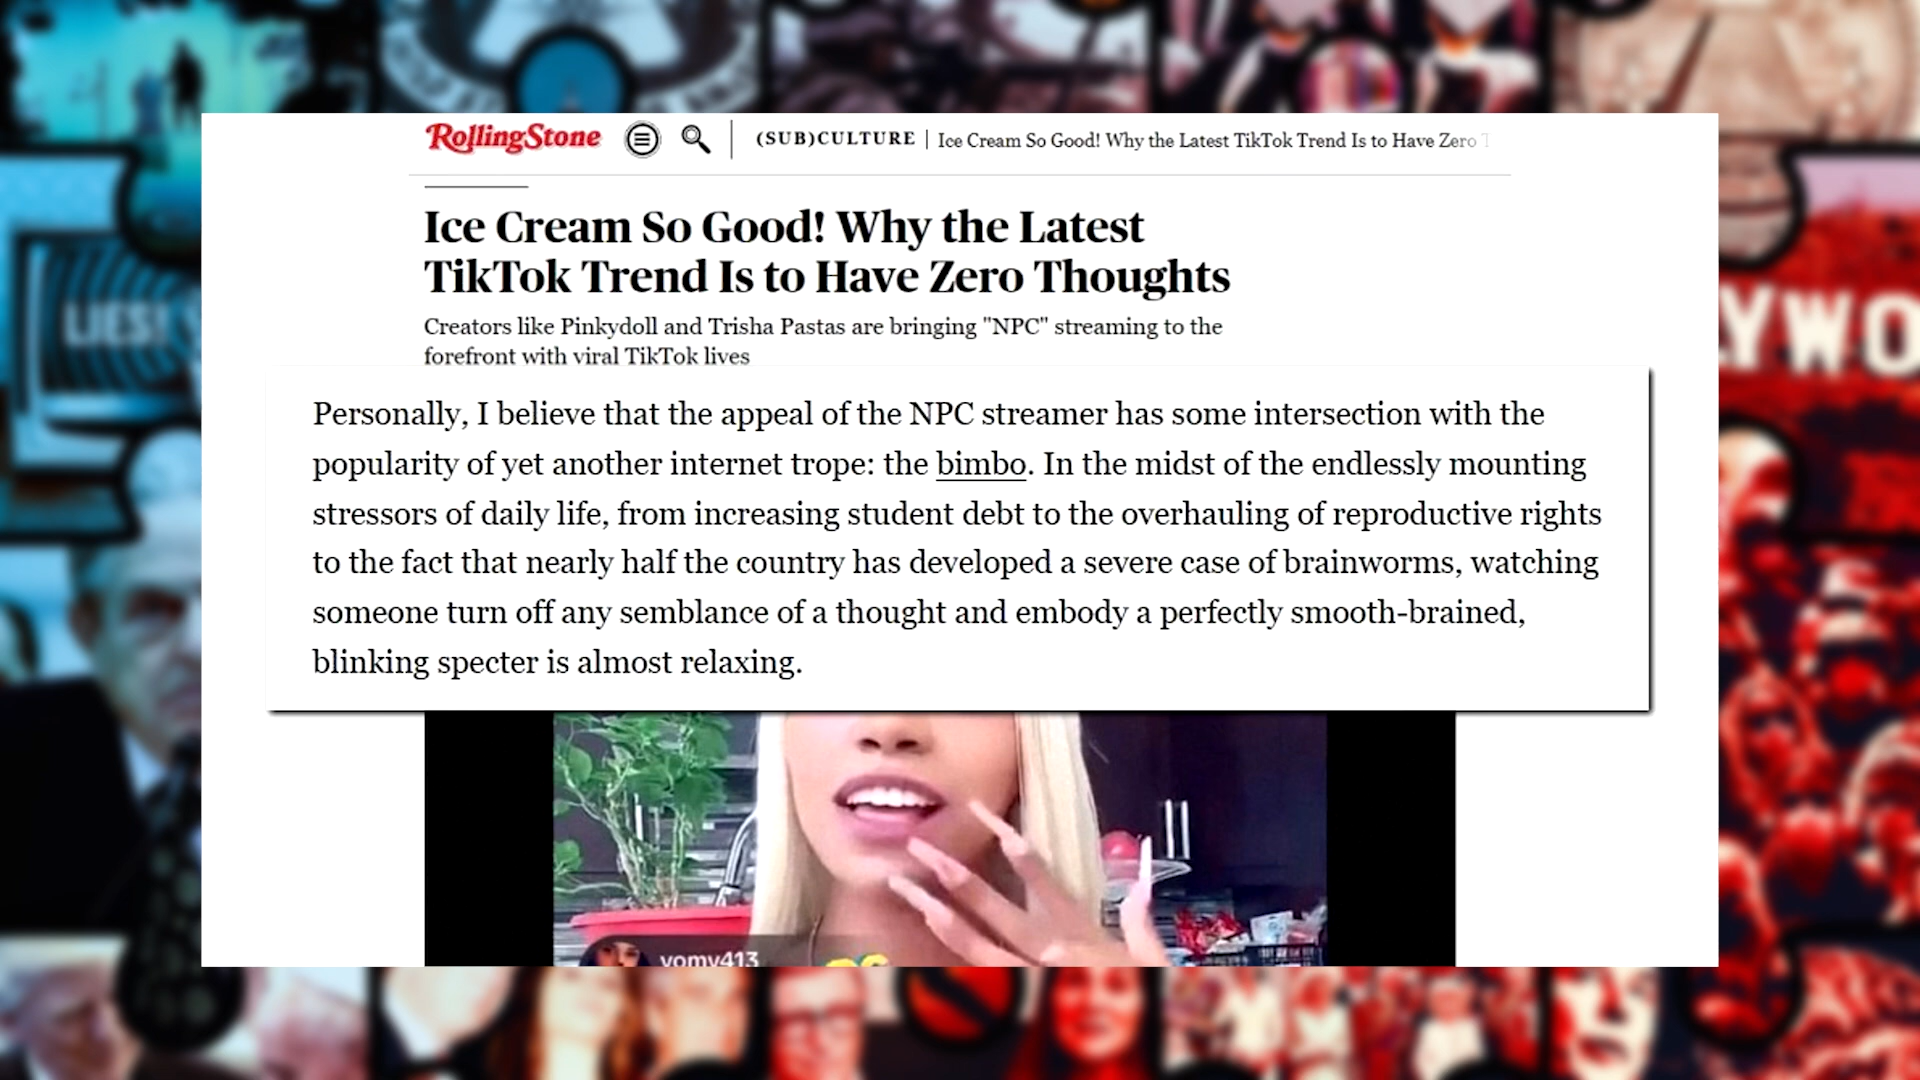 RollingStone
(SUB)CULTURE | Ice Cream So Good! Why the Latest TikTok Trend Is to Have Zero
Ice Cream So Good! Why the Latest
TikTok Trend Is to Have Zero Thoughts
Creators like Pinkydoll and Trisha Pastas are bringing "NPC" streaming to the
forefront with viral TikTok lives
LIES!
YWO
Personally, I believe that the appeal of the NPC streamer has some intersection with the
popularity of yet another internet trope: the bimbo. In the midst of the endlessly mounting
stressors of daily life, from increasing student debt to the overhauling of reproductive rights
to the fact that nearly half the country has developed a severe case of brainworms, watching
someone turn off any semblance of a thought and embody a perfectly smooth-brained,
blinking specter is almost relaxing.
yomy413